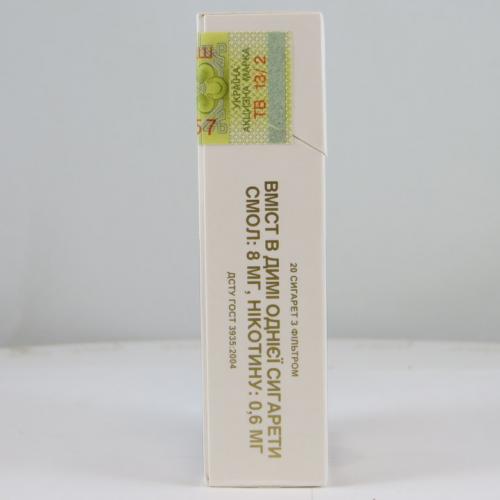 УКРАЇНА
АКЦИЗНА МАРКА
ТВ 13/2
57
20 СИГАРЕТ З ФІЛЬТРОМ
ВМІСТ В ДИМІ ОДНІЄЇ СИГАРЕТИ
СМОЛ: 8 МГ, НІКОТИНУ: 0,6 МГ
ДСТУ ГОСТ 3935:2004